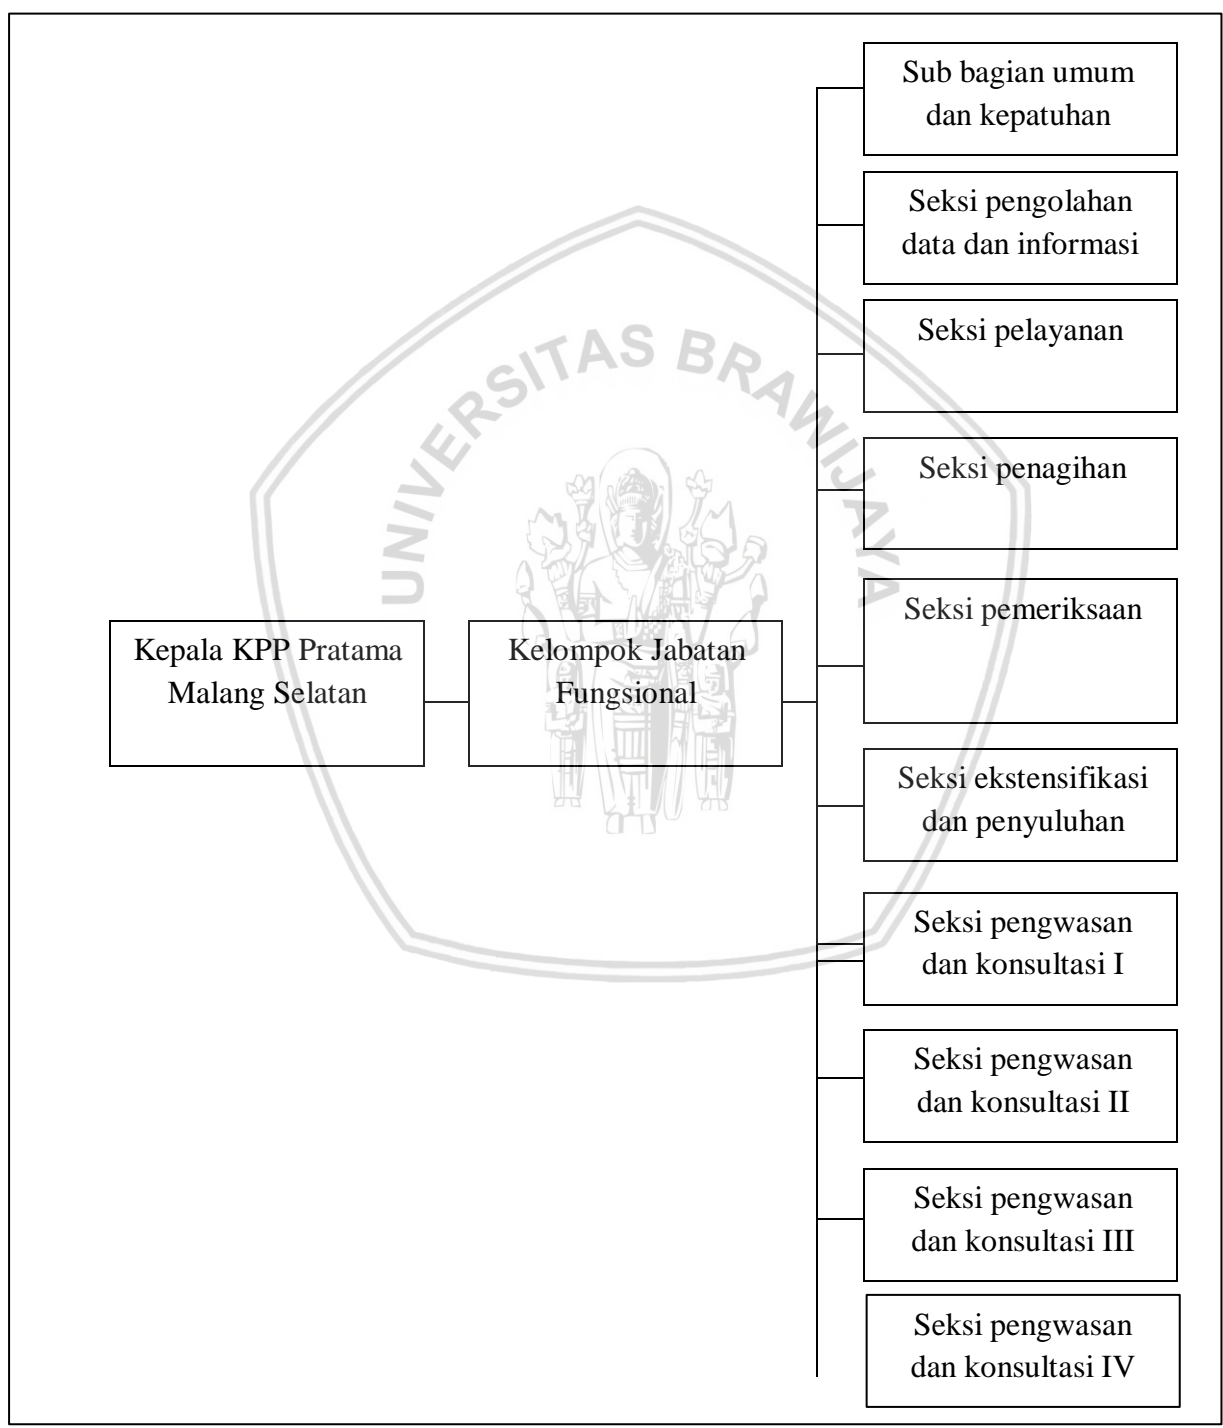 Sub bagian umum
dan kepatuhan
Seksi pengolahan
data dan informasi
Seksi pelayanan
Seksi penagihan
Seksi pemeriksaan
Kepala KPP Pratama
Malang Selatan
Kelompok Jabatan
Fungsional
Seksi ekstensifikasi
dan penyuluhan
Seksi pengwasan
dan konsultasi I
Seksi pengwasan
dan konsultasi II
Seksi pengwasan
dan konsultasi III
Seksi pengwasan
dan konsultasi IV
UNIVERSITAS BRAWIJAYA